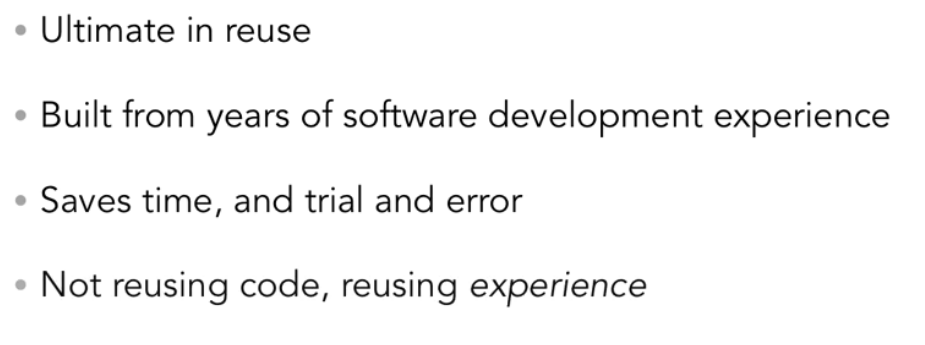 • Ultimate in reuse
• Built from years of software development experience
• Saves time, and trial and error
• Not reusing code, reusing experience